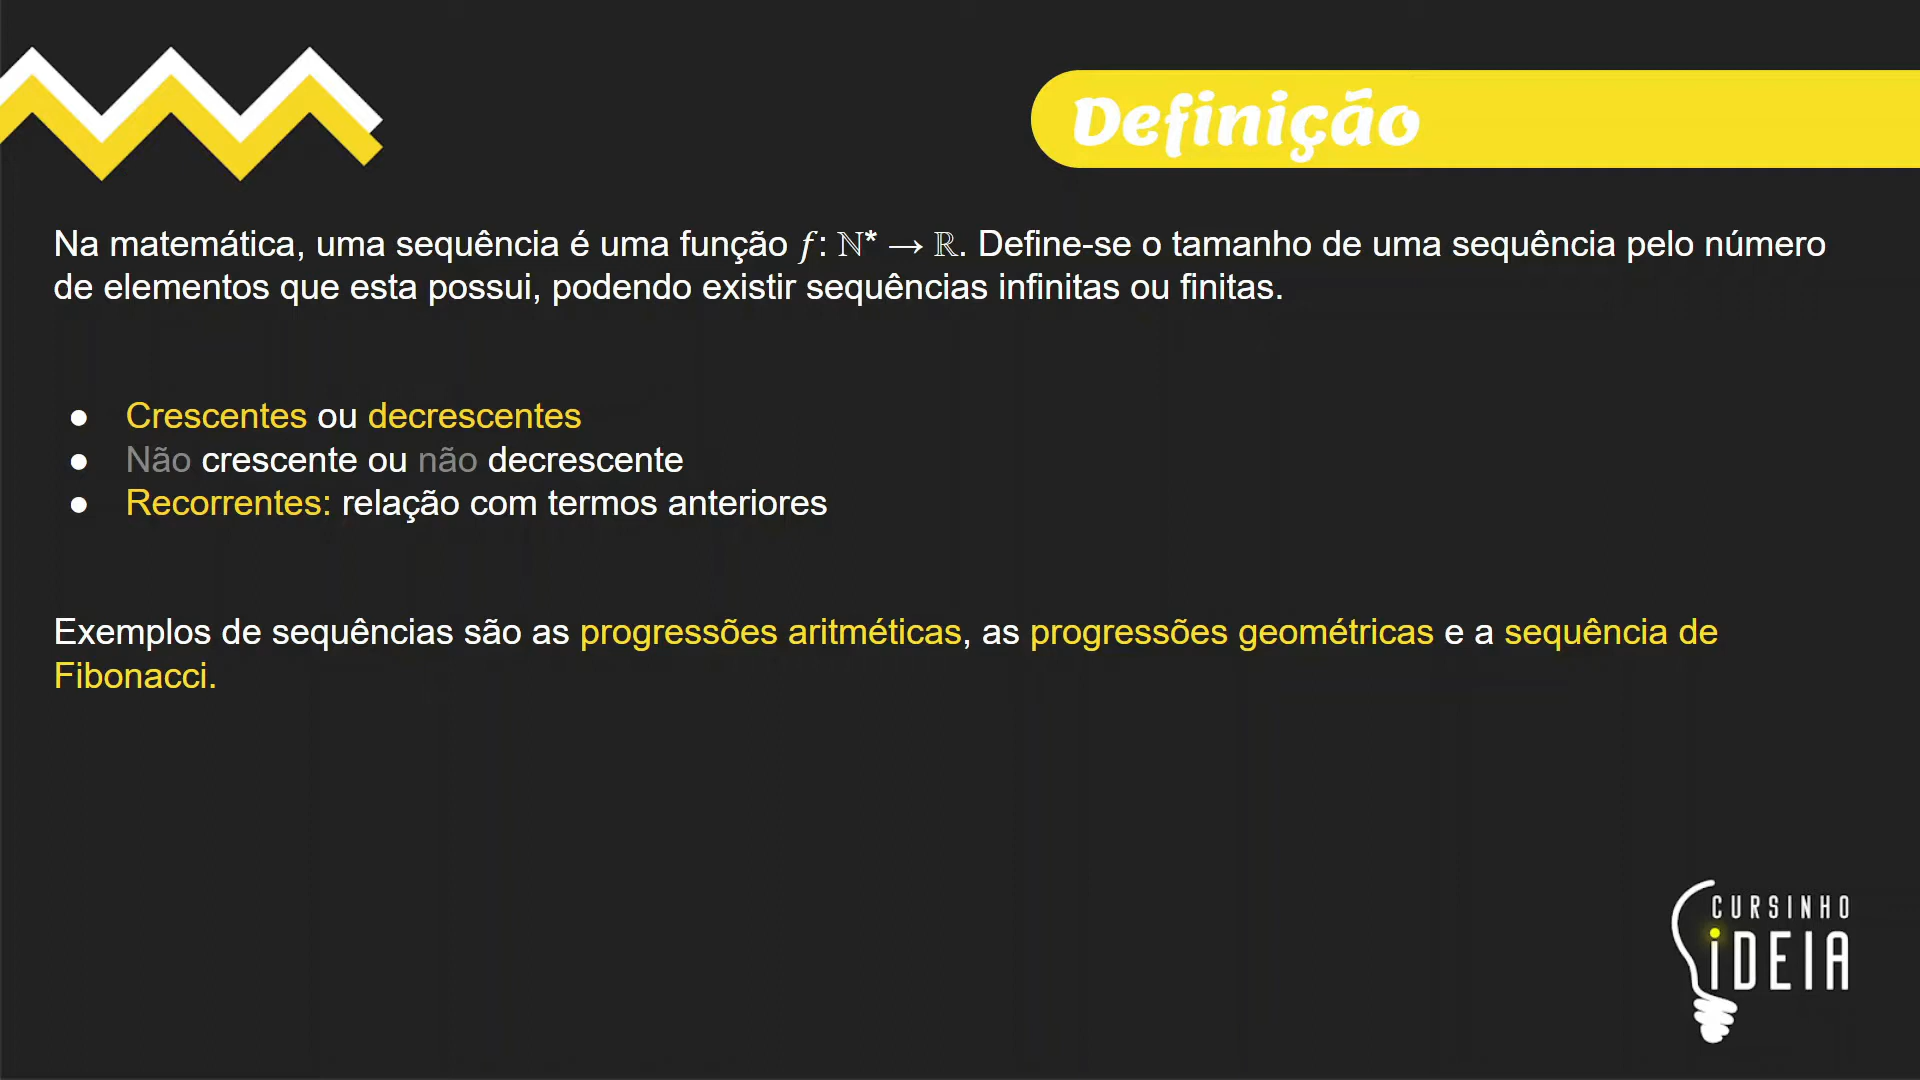 Definição
Na matemática, uma sequência é uma função f: ℕ* → ℝ. Define-se o tamanho de uma sequência pelo número
de elementos que esta possui, podendo existir sequências infinitas ou finitas.
● Crescentes ou decrescentes
● Não crescente ou não decrescente
● Recorrentes: relação com termos anteriores
Exemplos de sequências são as progressões aritméticas, as progressões geométricas e a sequência de
Fibonacci.
CURSINHO
iDEIA